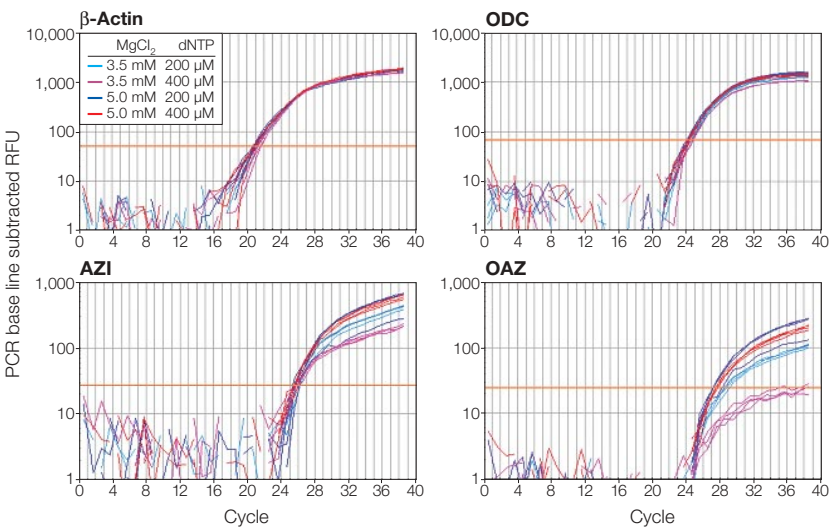 β-Actin
10,000
1,000
100
10
1
MgCl₂ dNTP
3.5 mM 200 µM
3.5 mM 400 µM
5.0 mM 200 µM
5.0 mM 400 µM
0 4 8 12 16 20 24 28 32 36 40
ODC
10,000
1,000
100
10
1
0 4 8 12 16 20 24 28 32 36 40
PCR base line subtracted RFU
AZI
1,000
100
10
1
0 4 8 12 16 20 24 28 32 36 40
Cycle
OAZ
1,000
100
10
1
0 4 8 12 16 20 24 28 32 36 40
Cycle